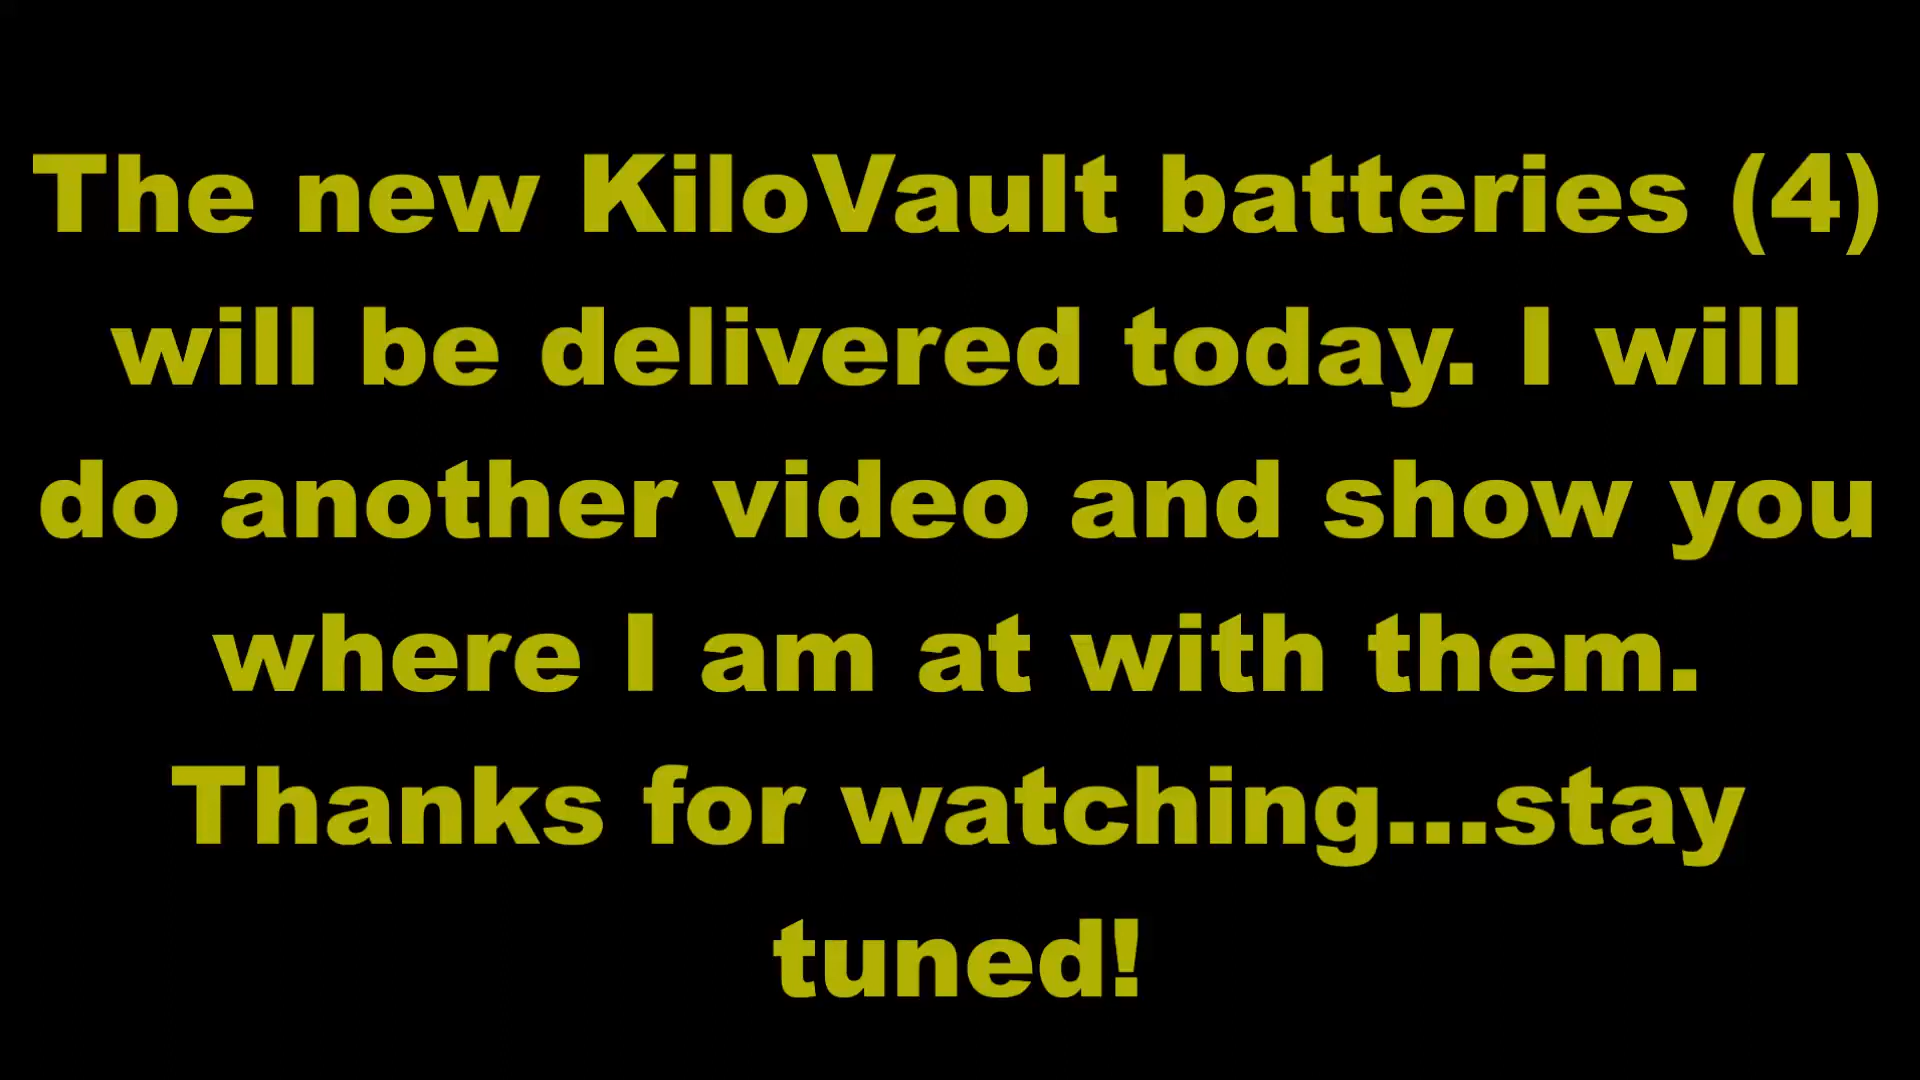 The new KiloVault batteries (4)
will be delivered today. I will
do another video and show you
where I am at with them.
Thanks for watching...stay
tuned!